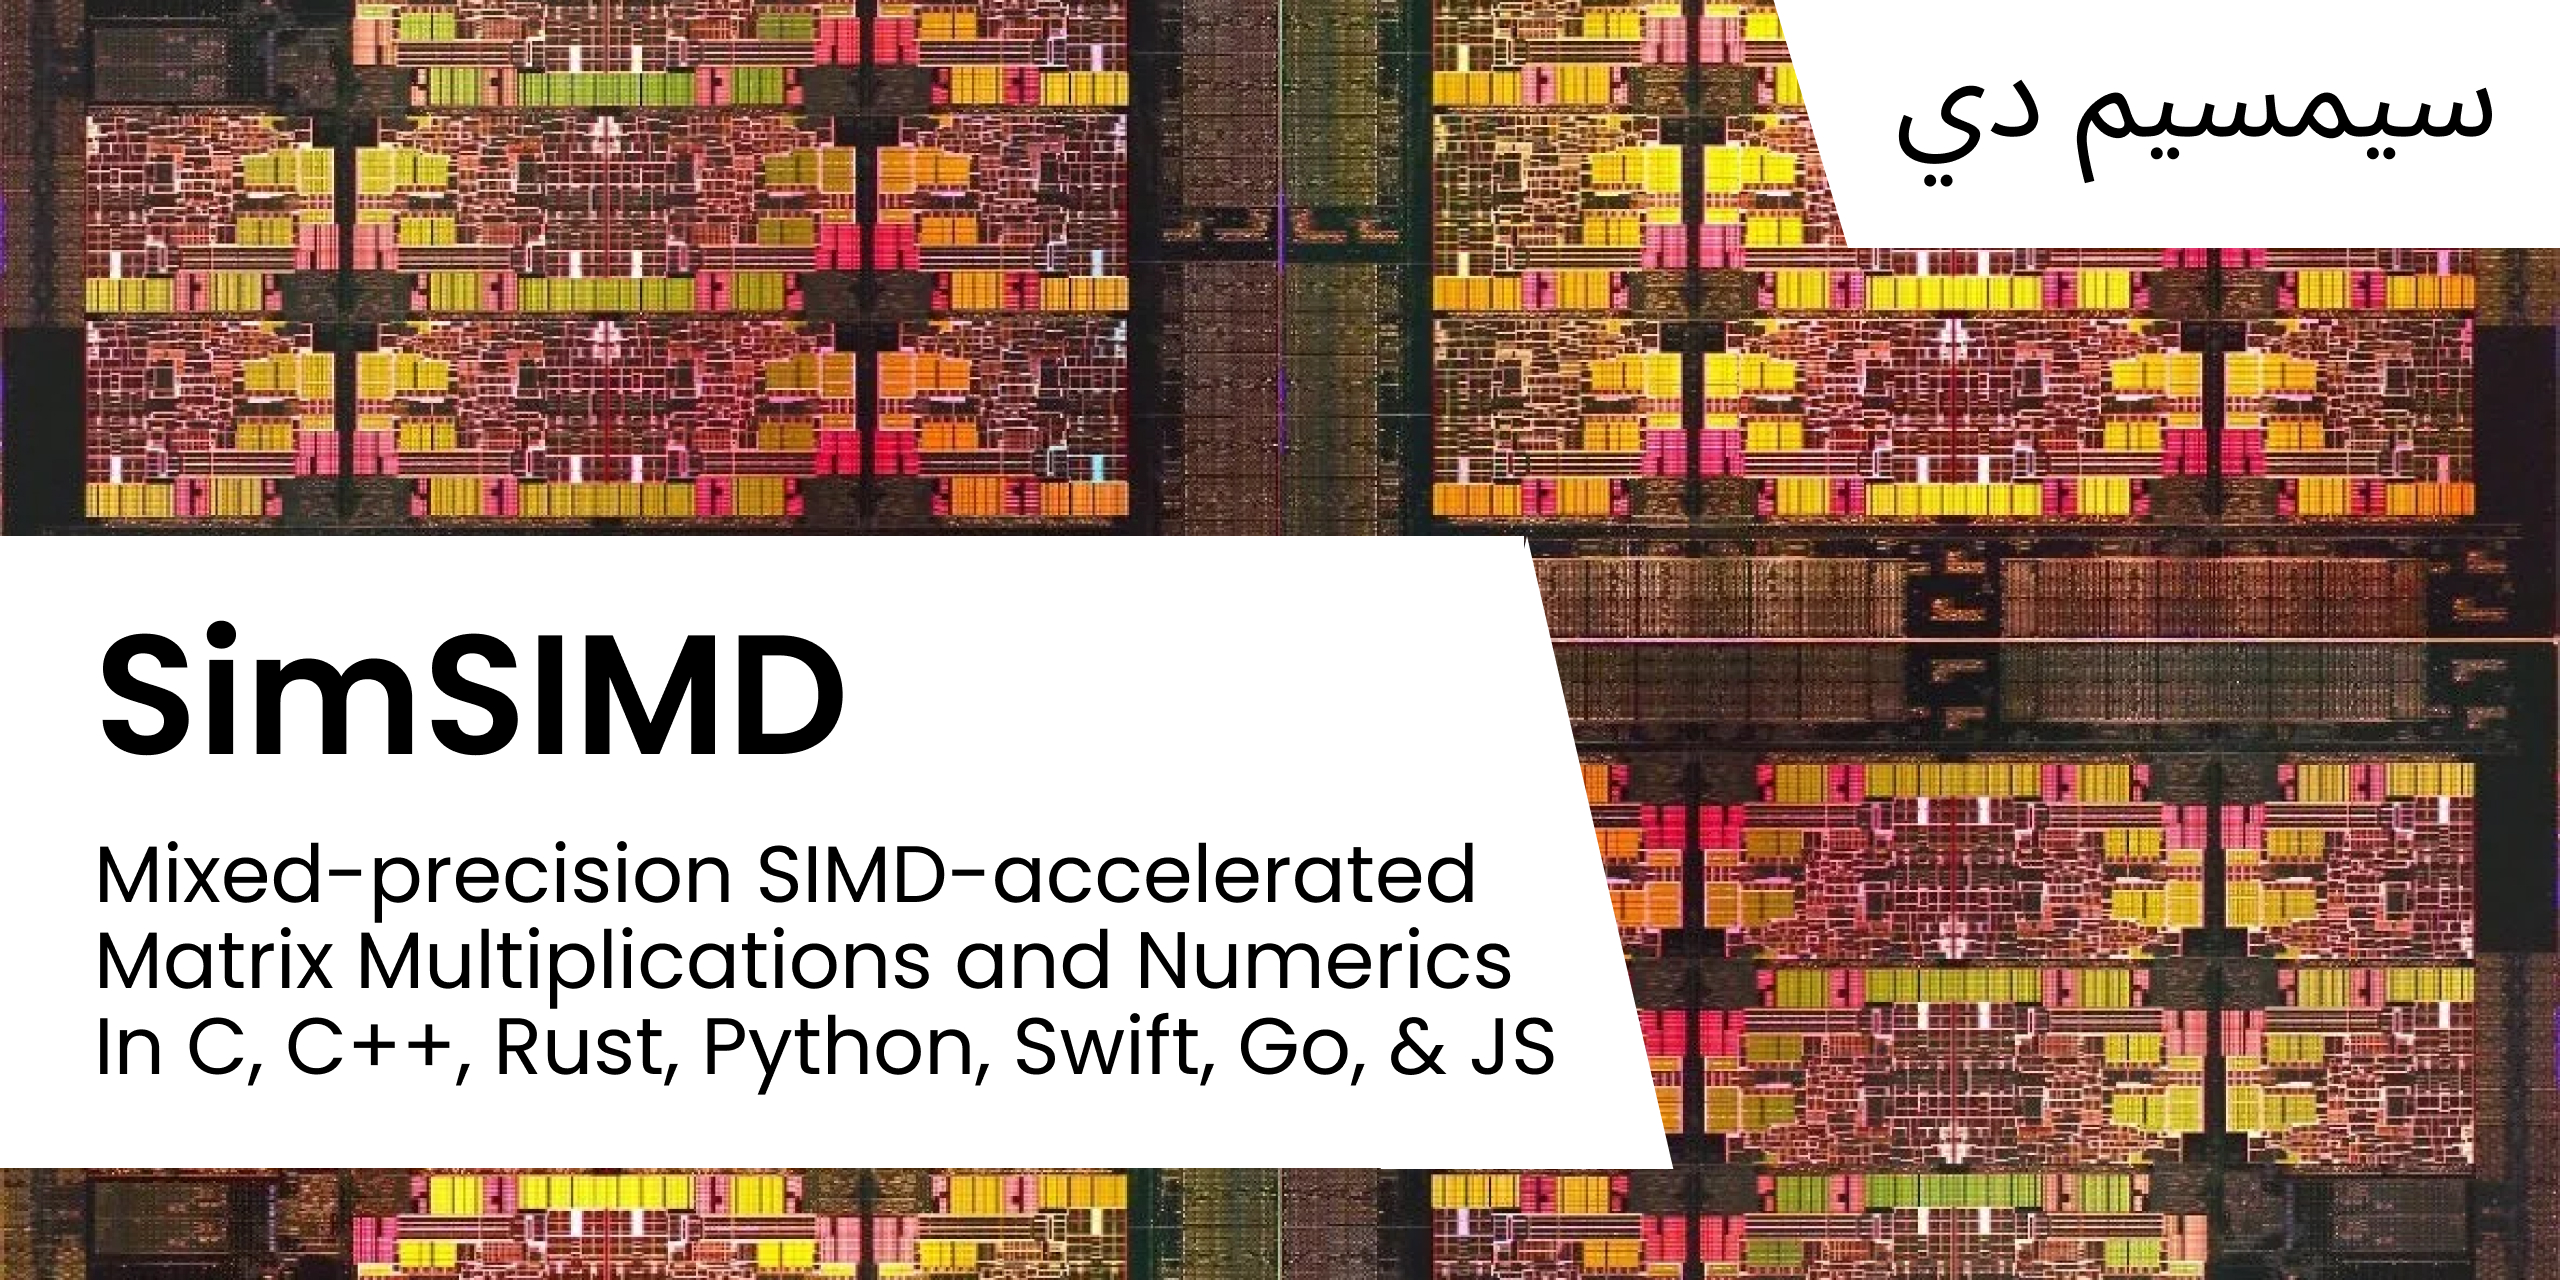 سيمسيم دي
SimSIMD
Mixed-precision SIMD-accelerated
Matrix Multiplications and Numerics
In C, C++, Rust, Python, Swift, Go, & JS